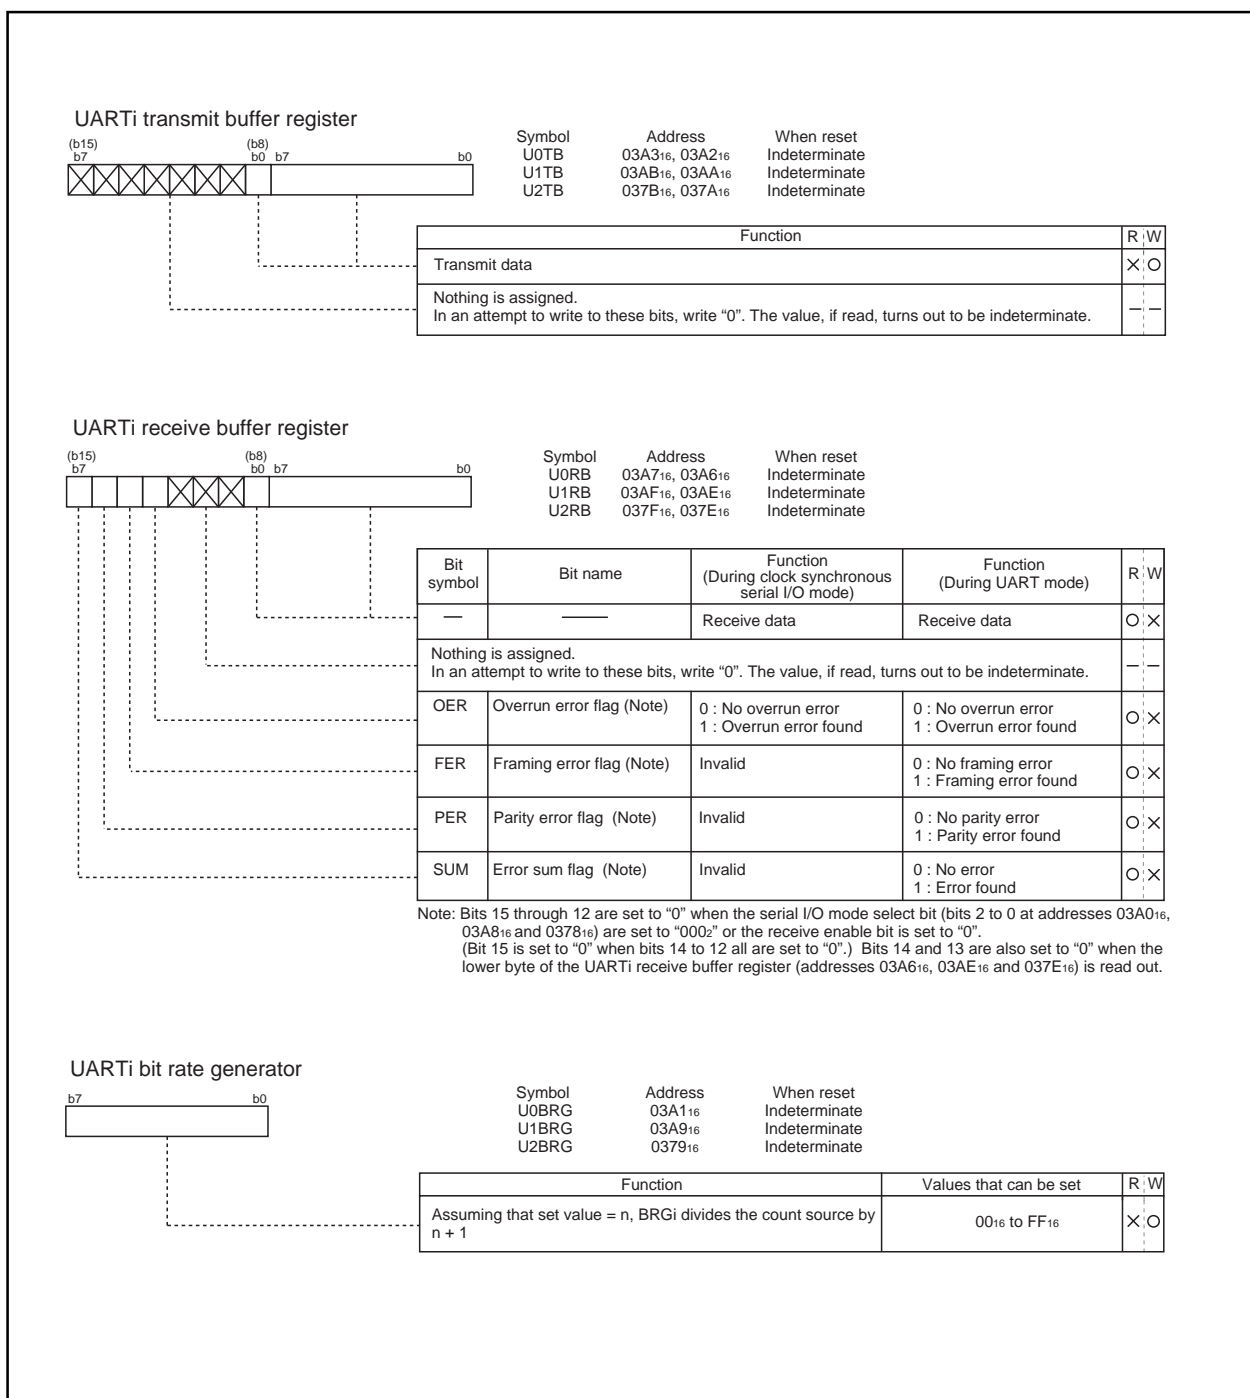 UARTi transmit buffer register
(b15) (b8)
b7 b0 b7 b0
Symbol Address When reset
U0TB 03A3₁₆, 03A2₁₆ Indeterminate
U1TB 03AB₁₆, 03AA₁₆ Indeterminate
U2TB 037B₁₆, 037A₁₆ Indeterminate
Function R W
Transmit data × ○
Nothing is assigned.
In an attempt to write to these bits, write “0”. The value, if read, turns out to be indeterminate. — —
UARTi receive buffer register
(b15) (b8)
b7 b0 b7 b0
Symbol Address When reset
U0RB 03A7₁₆, 03A6₁₆ Indeterminate
U1RB 03AF₁₆, 03AE₁₆ Indeterminate
U2RB 037F₁₆, 037E₁₆ Indeterminate
Bit symbol Bit name Function (During clock synchronous serial I/O mode) Function (During UART mode) R W
— — Receive data Receive data ○ ×
Nothing is assigned.
In an attempt to write to these bits, write “0”. The value, if read, turns out to be indeterminate. — —
OER Overrun error flag (Note) 0 : No overrun error 0 : No overrun error ○ ×
1 : Overrun error found 1 : Overrun error found
FER Framing error flag (Note) Invalid 0 : No framing error ○ ×
1 : Framing error found
PER Parity error flag (Note) Invalid 0 : No parity error ○ ×
1 : Parity error found
SUM Error sum flag (Note) Invalid 0 : No error ○ ×
1 : Error found
Note: Bits 15 through 12 are set to “0” when the serial I/O mode select bit (bits 2 to 0 at addresses 03A0₁₆,
03A8₁₆ and 0378₁₆) are set to “000₂” or the receive enable bit is set to “0”.
(Bit 15 is set to “0” when bits 14 to 12 all are set to “0”.) Bits 14 and 13 are also set to “0” when the
lower byte of the UARTi receive buffer register (addresses 03A6₁₆, 03AE₁₆ and 037E₁₆) is read out.
UARTi bit rate generator
b7 b0
Symbol Address When reset
U0BRG 03A1₁₆ Indeterminate
U1BRG 03A9₁₆ Indeterminate
U2BRG 0379₁₆ Indeterminate
Function Values that can be set R W
Assuming that set value = n, BRGi divides the count source by 00₁₆ to FF₁₆ × ○
n + 1